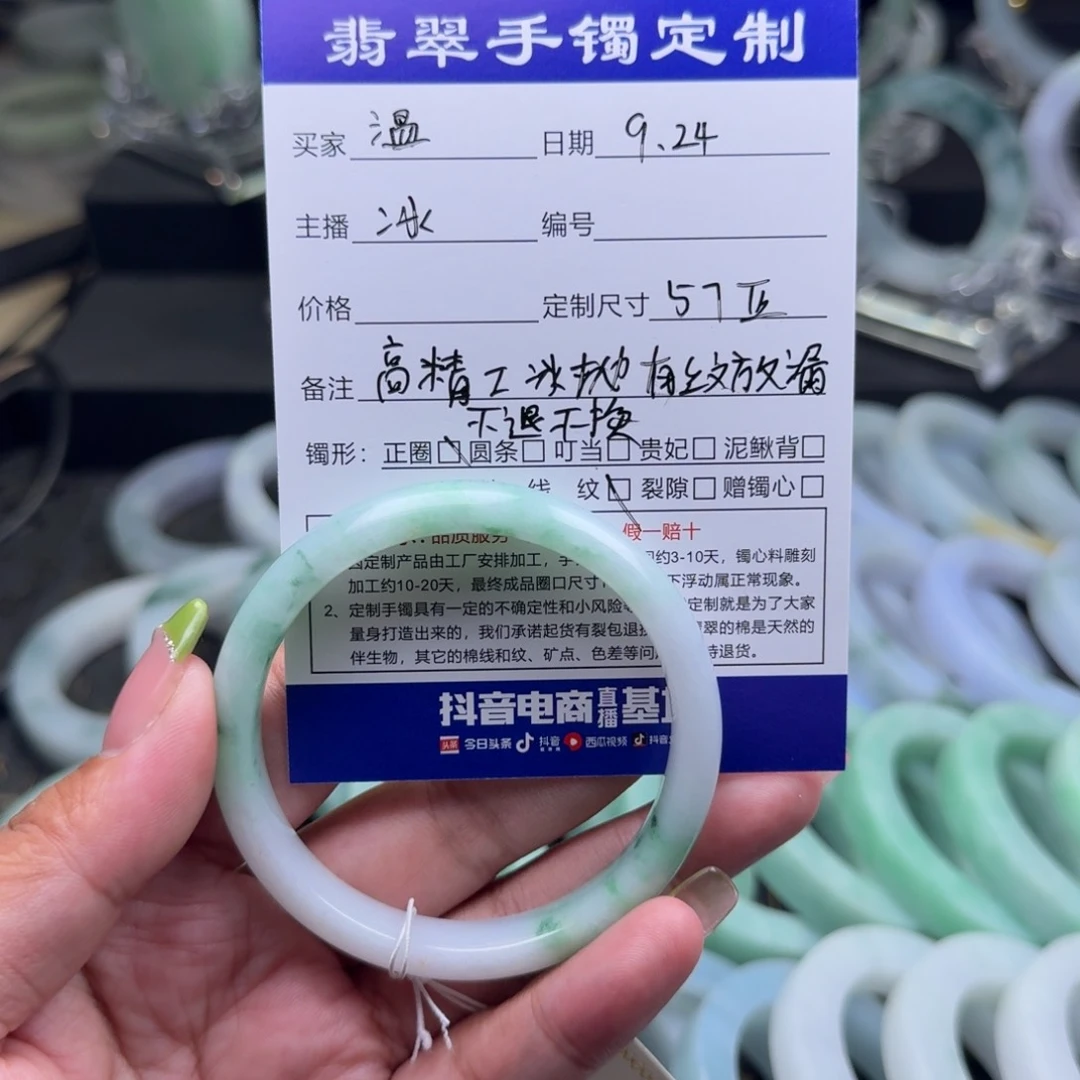 翡翠手镯定制
买家 温 日期 9.24
主播 冰 编号
价格 定制尺寸 57正
备注 高精工冰抛 有纹放漏
不退不换
镯形：正圈□圆条□ 叮当□ 贵妃□ 泥鳅背□
线 纹□ 裂隙□ 赠镯心□
品质服务 假一赔十
定制产品由工厂安排加工，手 约3-10天，镯心料雕刻
加工约10-20天，最终成品圈口尺寸 下浮动属正常现象。
2、定制手镯具有一定的不确定性和小风险 定制就是为了大家
量身打造出来的，我们承诺起货有裂包退 翠的棉是天然的
伴生物，其它的棉线和纹、矿点、色差等问 持退货。
抖音电商直播基
头条 今日头条 抖音 西瓜视频 抖音